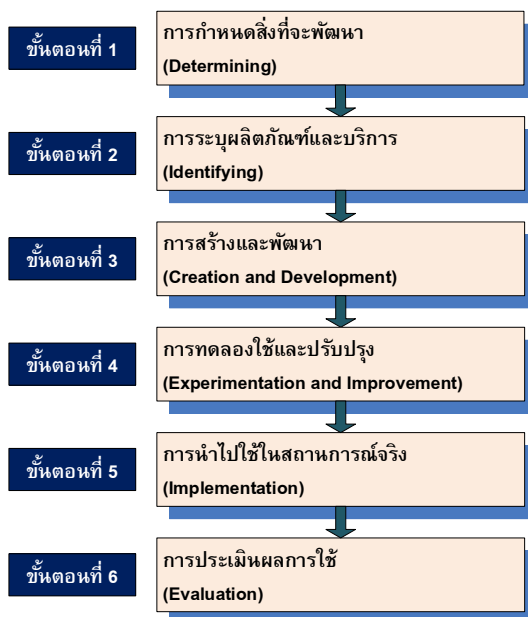 ขั้นตอนที่ 1
การกำหนดสิ่งที่จะพัฒนา
(Determining)
ขั้นตอนที่ 2
การระบุผลิตภัณฑ์และบริการ
(Identifying)
ขั้นตอนที่ 3
การสร้างและพัฒนา
(Creation and Development)
ขั้นตอนที่ 4
การทดลองใช้และปรับปรุง
(Experimentation and Improvement)
ขั้นตอนที่ 5
การนำไปใช้ในสถานการณ์จริง
(Implementation)
ขั้นตอนที่ 6
การประเมินผลการใช้
(Evaluation)